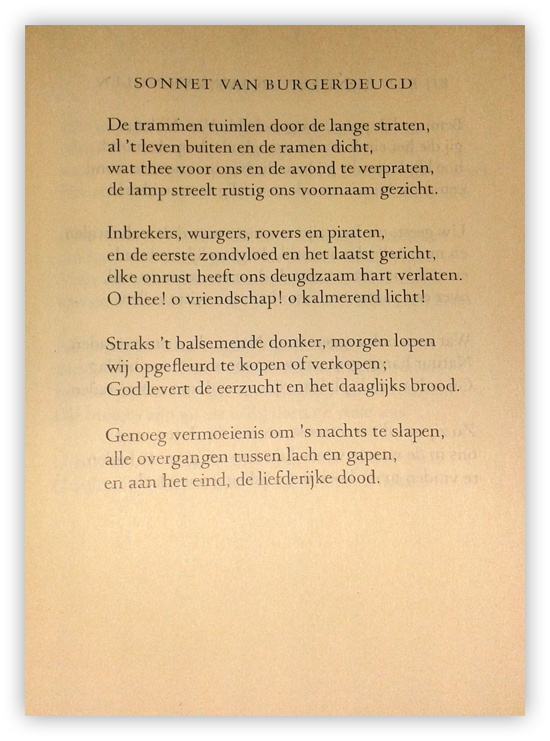 SONNET VAN BURGERDEUGD
De trammen tuimlen door de lange straten,
al 't leven buiten en de ramen dicht,
wat thee voor ons en de avond te verpraten,
de lamp streelt rustig ons voornaam gezicht.
Inbrekers, wurgers, rovers en piraten,
en de eerste zondvloed en het laatst gericht,
elke onrust heeft ons deugdzaam hart verlaten.
O thee! o vriendschap! o kalmerend licht!
Straks 't balsemende donker, morgen lopen
wij opgefleurd te kopen of verkopen;
God levert de eerzucht en het daaglijks brood.
Genoeg vermoeienis om 's nachts te slapen,
alle overgangen tussen lach en gapen,
en aan het eind, de liefderijke dood.